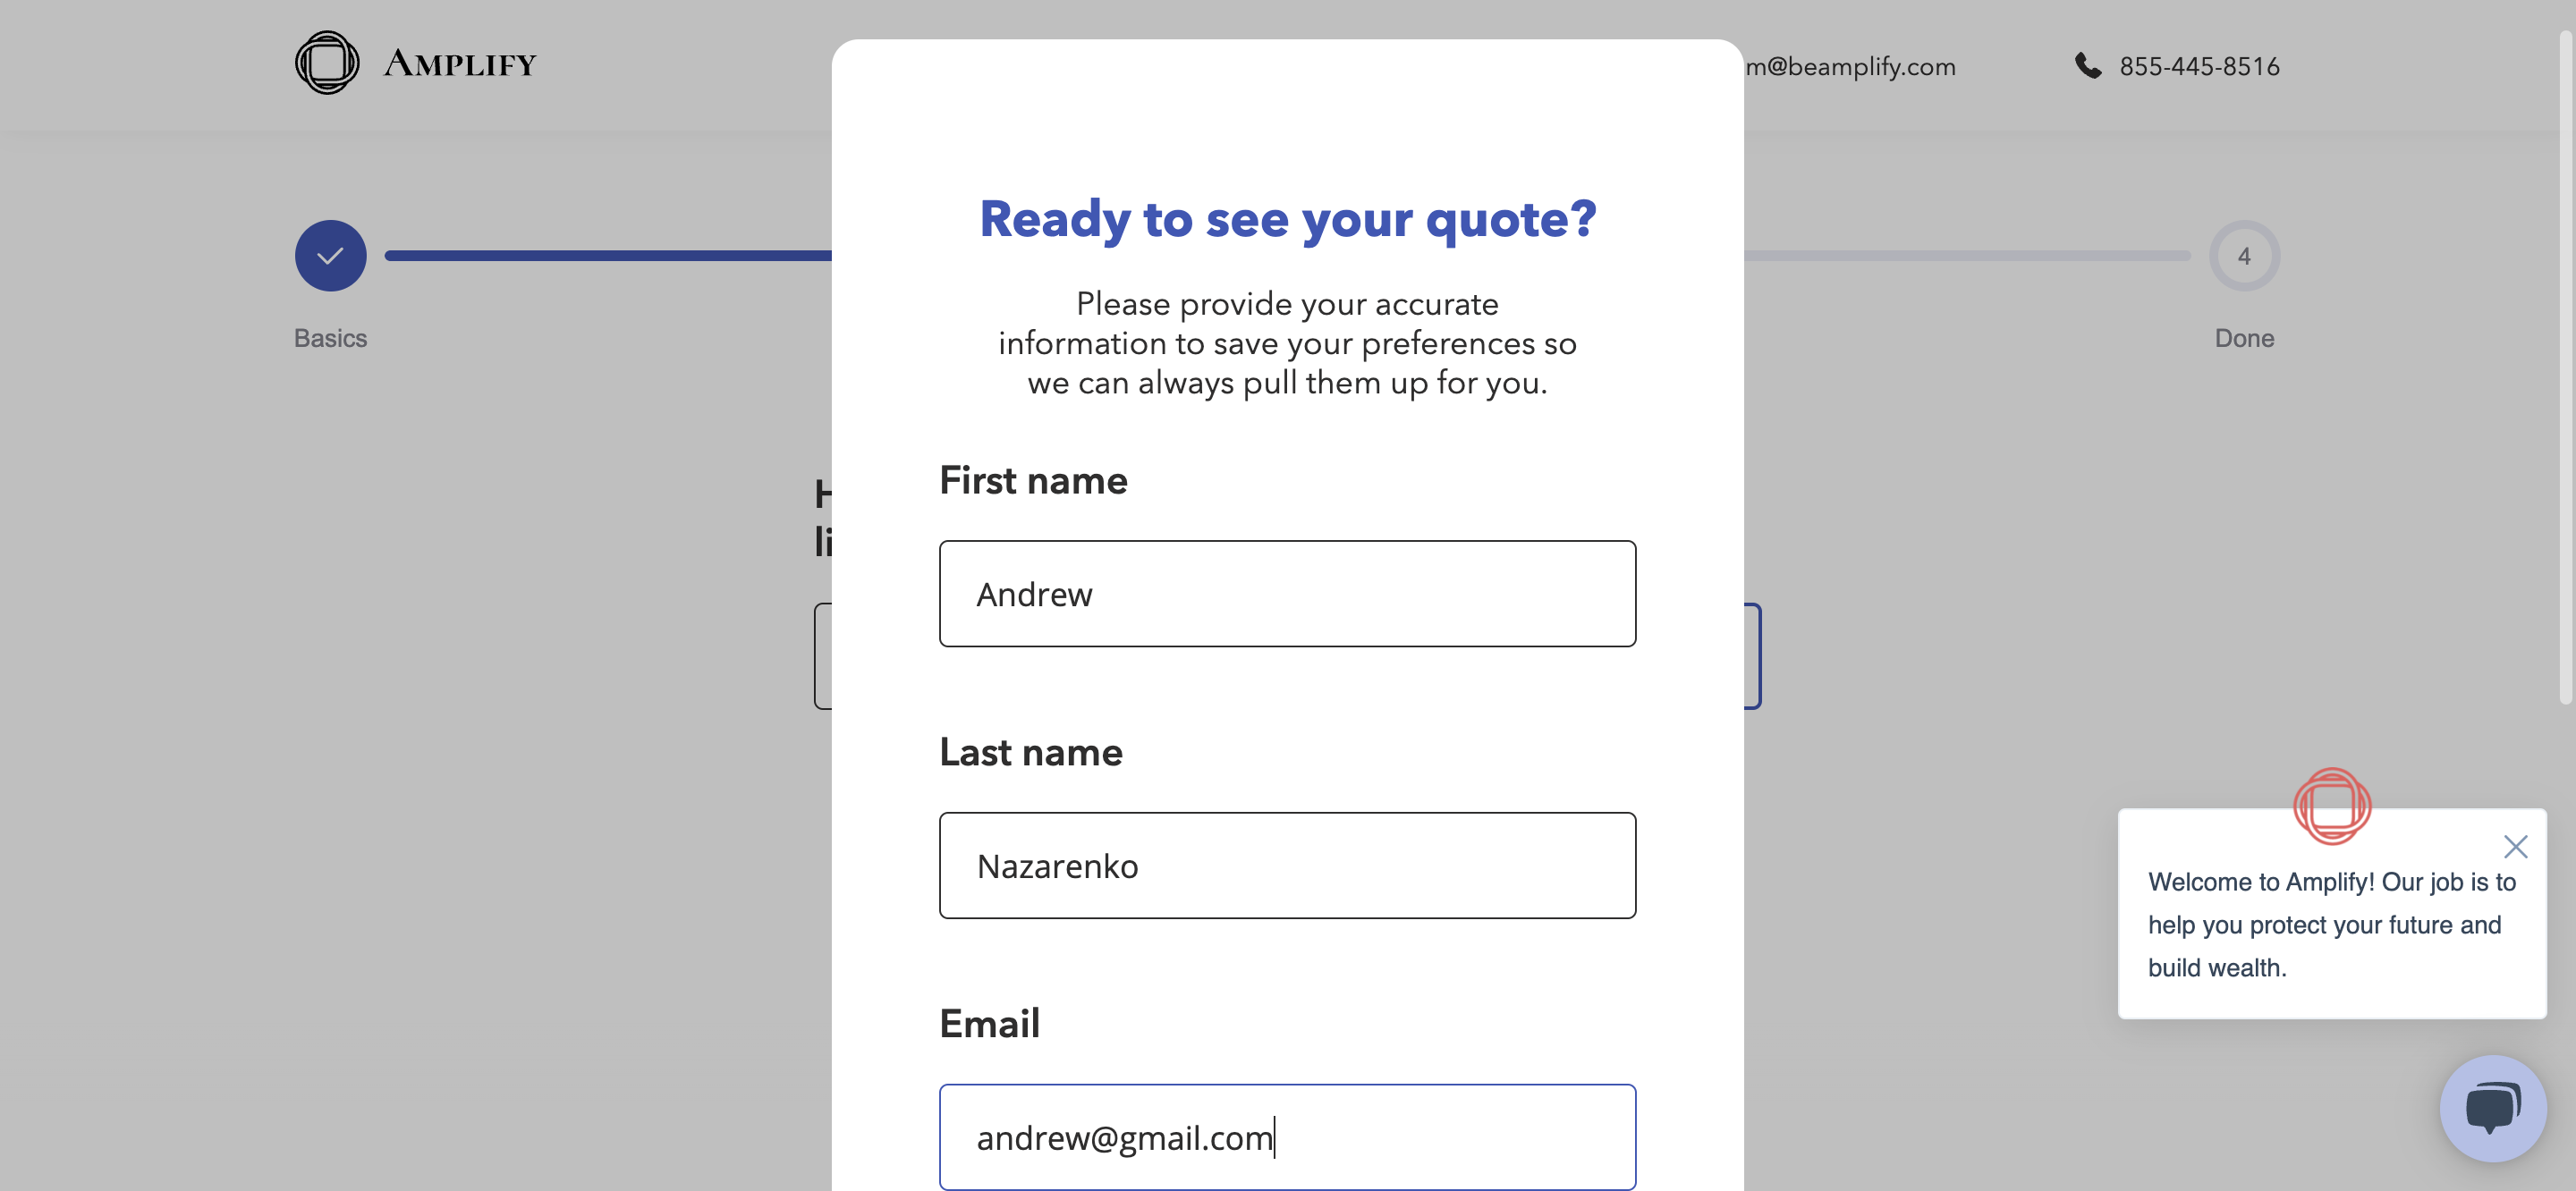 AMPLIFY
m@beamplify.com
855-445-8516
4
Basics
Done
Ready to see your quote?
Please provide your accurate
information to save your preferences so
we can always pull them up for you.
First name
Andrew
Last name
Nazarenko
Email
andrew@gmail.com
Welcome to Amplify! Our job is to
help you protect your future and
build wealth.